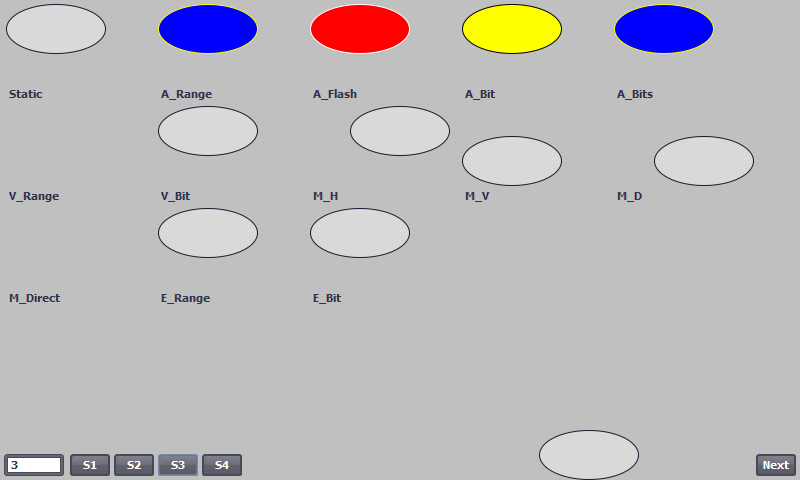 Static A_Range A_Flash A_Bit A_Bits
V_Range V_Bit M_H M_V M_D
M_Direct E_Range E_Bit
3 S1 S2 S3 S4 Next